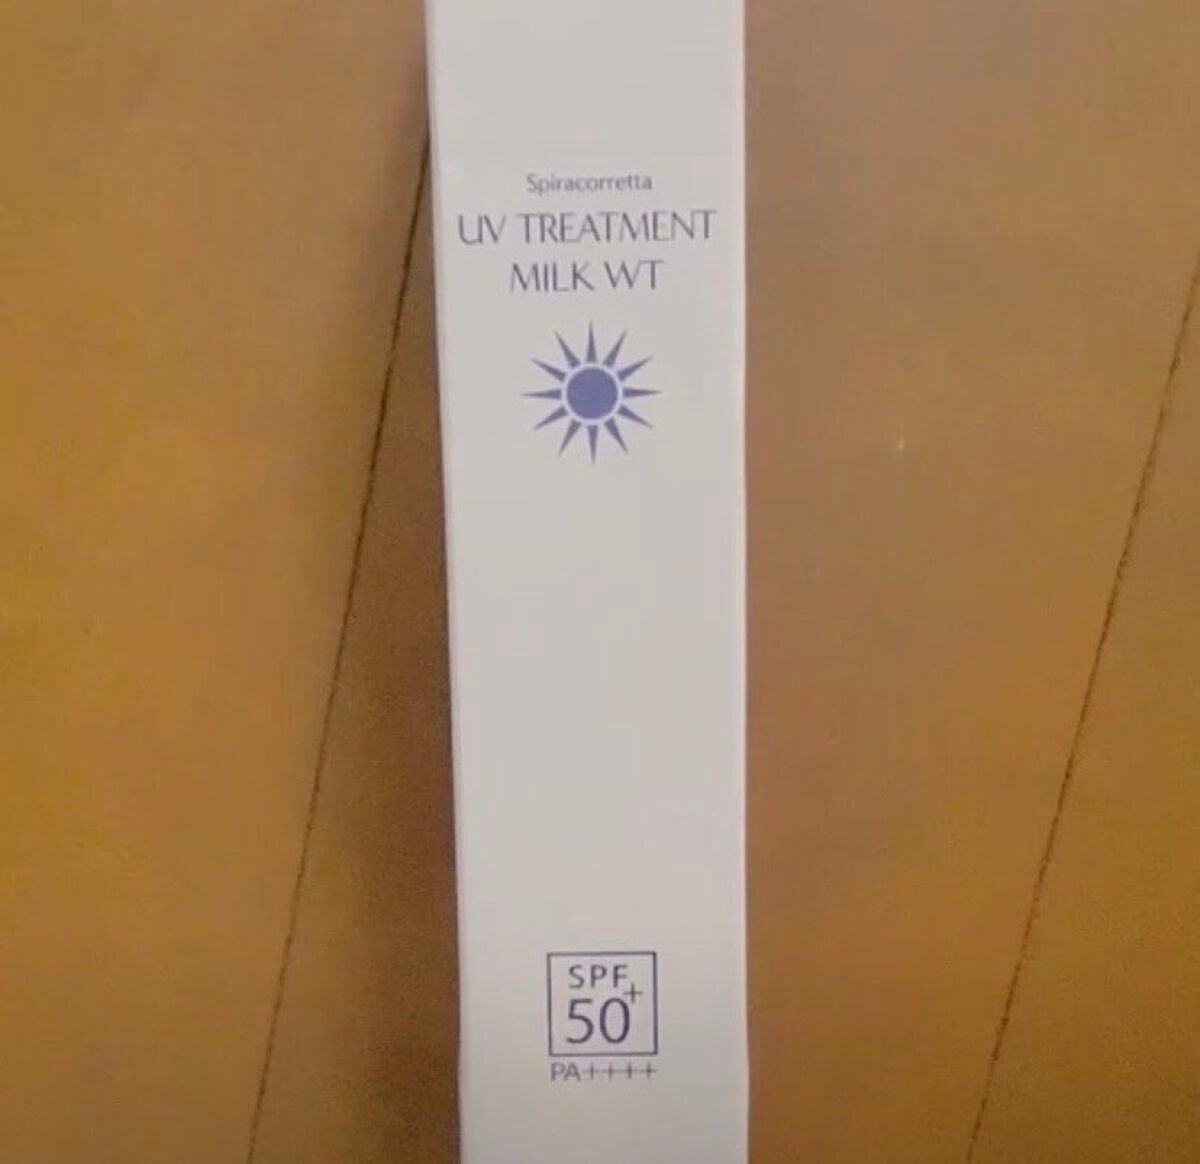 Spiracorretta
UV TREATMENT
MILK WT
SPF
50+
PA++++